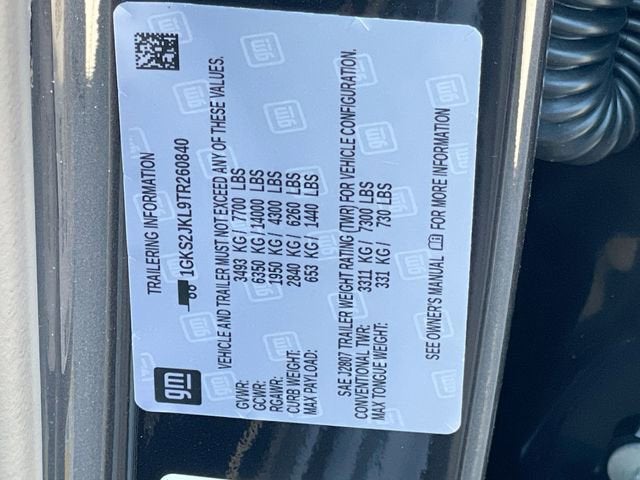 gm
TRAILERING INFORMATION
1GKS2JKL9TR260840
VEHICLE AND TRAILER MUST NOT EXCEED ANY OF THESE VALUES.
GVWR: 3493 KG/ 7700 LBS
GCWR: 6350 KG/14000 LBS
RGAWR: 1950 KG/ 4300 LBS
CURB WEIGHT: 2840 KG/ 6260 LBS
MAX PAYLOAD: 653 KG/ 1440 LBS
SAE J2807 TRAILER WEIGHT RATING (TWR) FOR VEHICLE CONFIGURATION.
CONVENTIONAL TWR: 3311 KG/ 7300 LBS
MAX TONGUE WEIGHT: 331 KG/ 730 LBS
SEE OWNER'S MANUAL FOR MORE INFORMATION